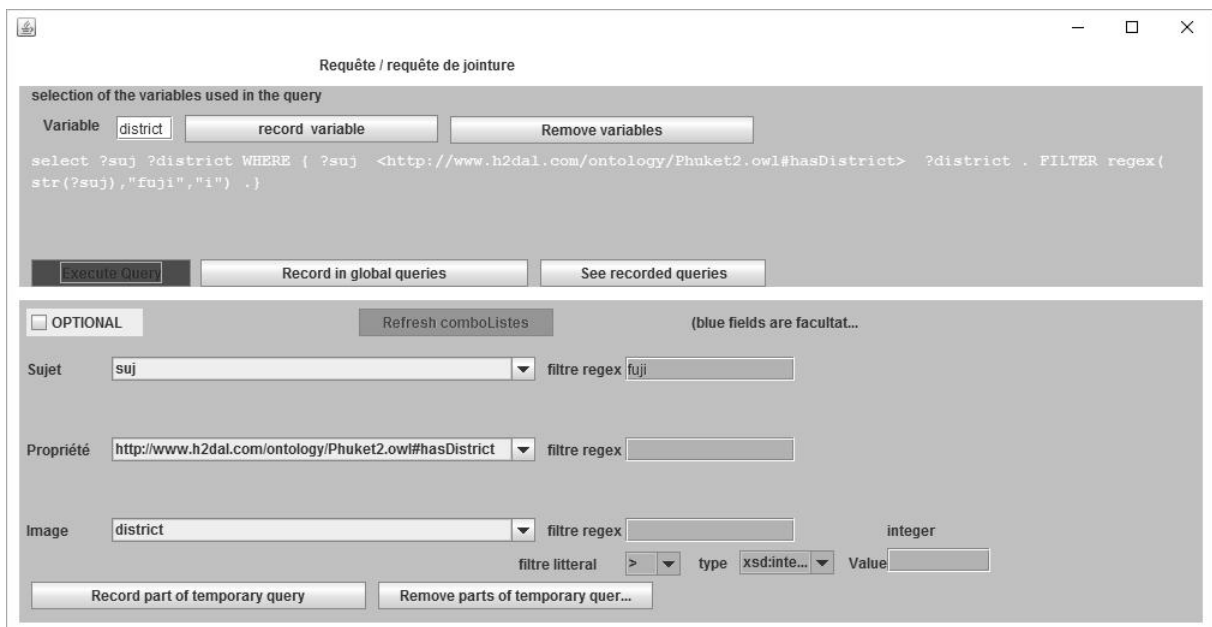 Requête / requête de jointure
selection of the variables used in the query
Variable district record variable Remove variables
select ?suj ?district WHERE { ?suj <http://www.h2dal.com/ontology/Phuket2.owl#hasDistrict> ?district . FILTER regex(
str(?suj),"fuji","i") .}
Execute Query Record in global queries See recorded queries
OPTIONAL Refresh comboListes (blue fields are facultat...
Sujet suj filtre regex fuji
Propriété http://www.h2dal.com/ontology/Phuket2.owl#hasDistrict filtre regex
Image district filtre regex integer
filtre litteral > type xsd:inte... Value
Record part of temporary query Remove parts of temporary quer...